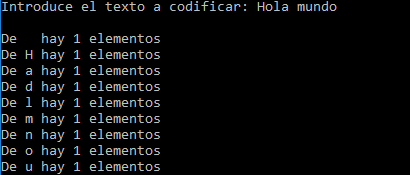 Introduce el texto a codificar: Hola mundo
De   hay 1 elementos
De H hay 1 elementos
De a hay 1 elementos
De d hay 1 elementos
De l hay 1 elementos
De m hay 1 elementos
De n hay 1 elementos
De o hay 1 elementos
De u hay 1 elementos